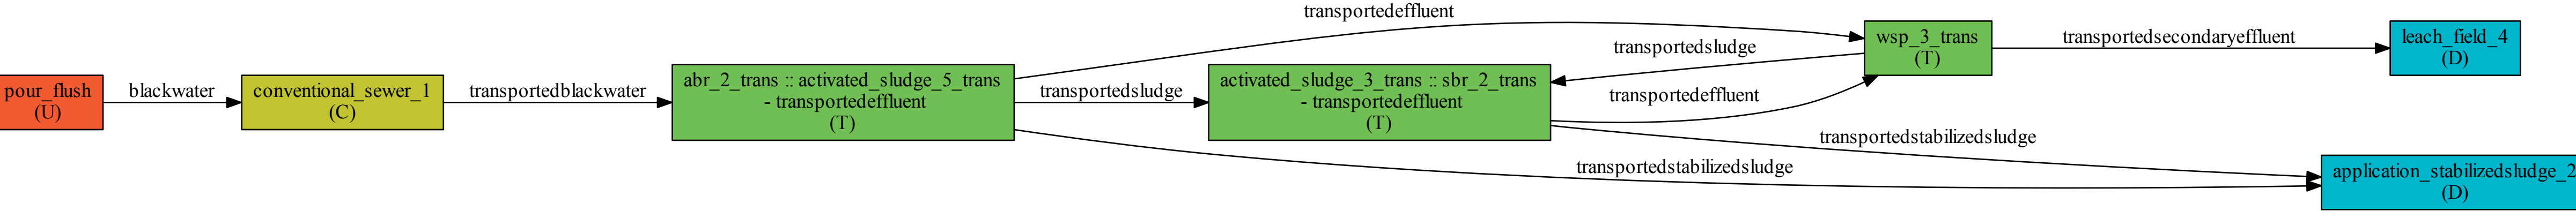 pour_flush
(U)
blackwater
conventional_sewer_1
(C)
transportedblackwater
abr_2_trans :: activated_sludge_5_trans
- transportedeffluent
(T)
transportedeffluent
transportedsludge
transportedstabilizedsludge
activated_sludge_3_trans :: sbr_2_trans
- transportedeffluent
(T)
transportedsludge
transportedeffluent
transportedstabilizedsludge
wsp_3_trans
(T)
transportedsecondaryeffluent
leach_field_4
(D)
application_stabilizedsludge_2
(D)